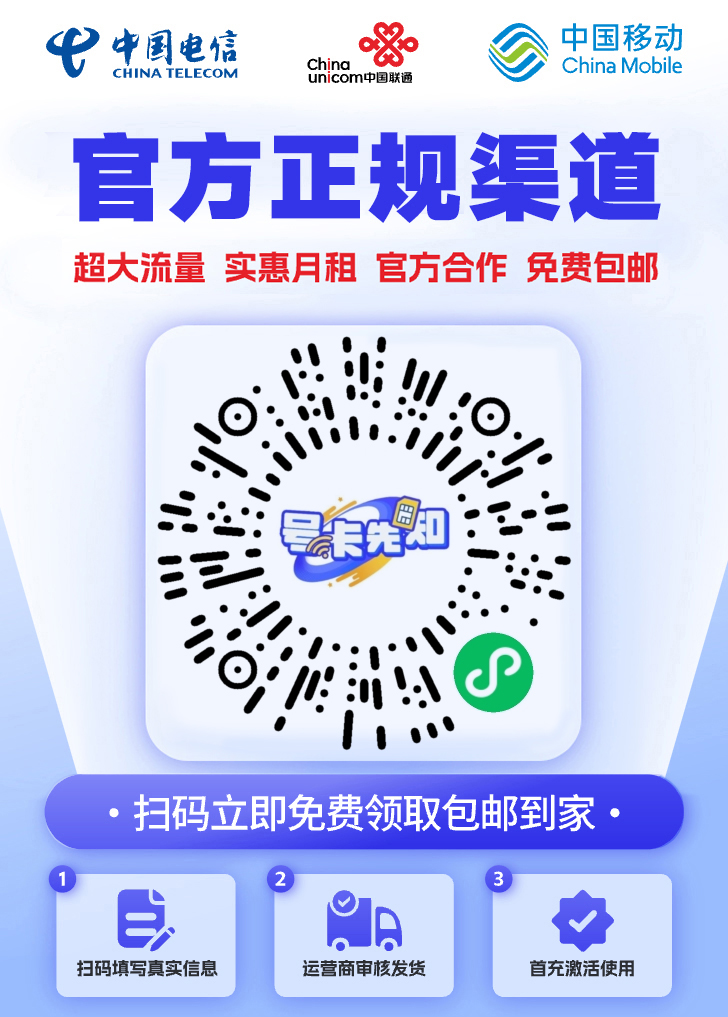 中国电信
CHINA TELECOM
China
unicom中国联通
中国移动
China Mobile
官方正规渠道
超大流量 实惠月租 官方合作 免费包邮
号卡先知
·扫码立即免费领取包邮到家·
1
扫码填写真实信息
2
运营商审核发货
3
首充激活使用